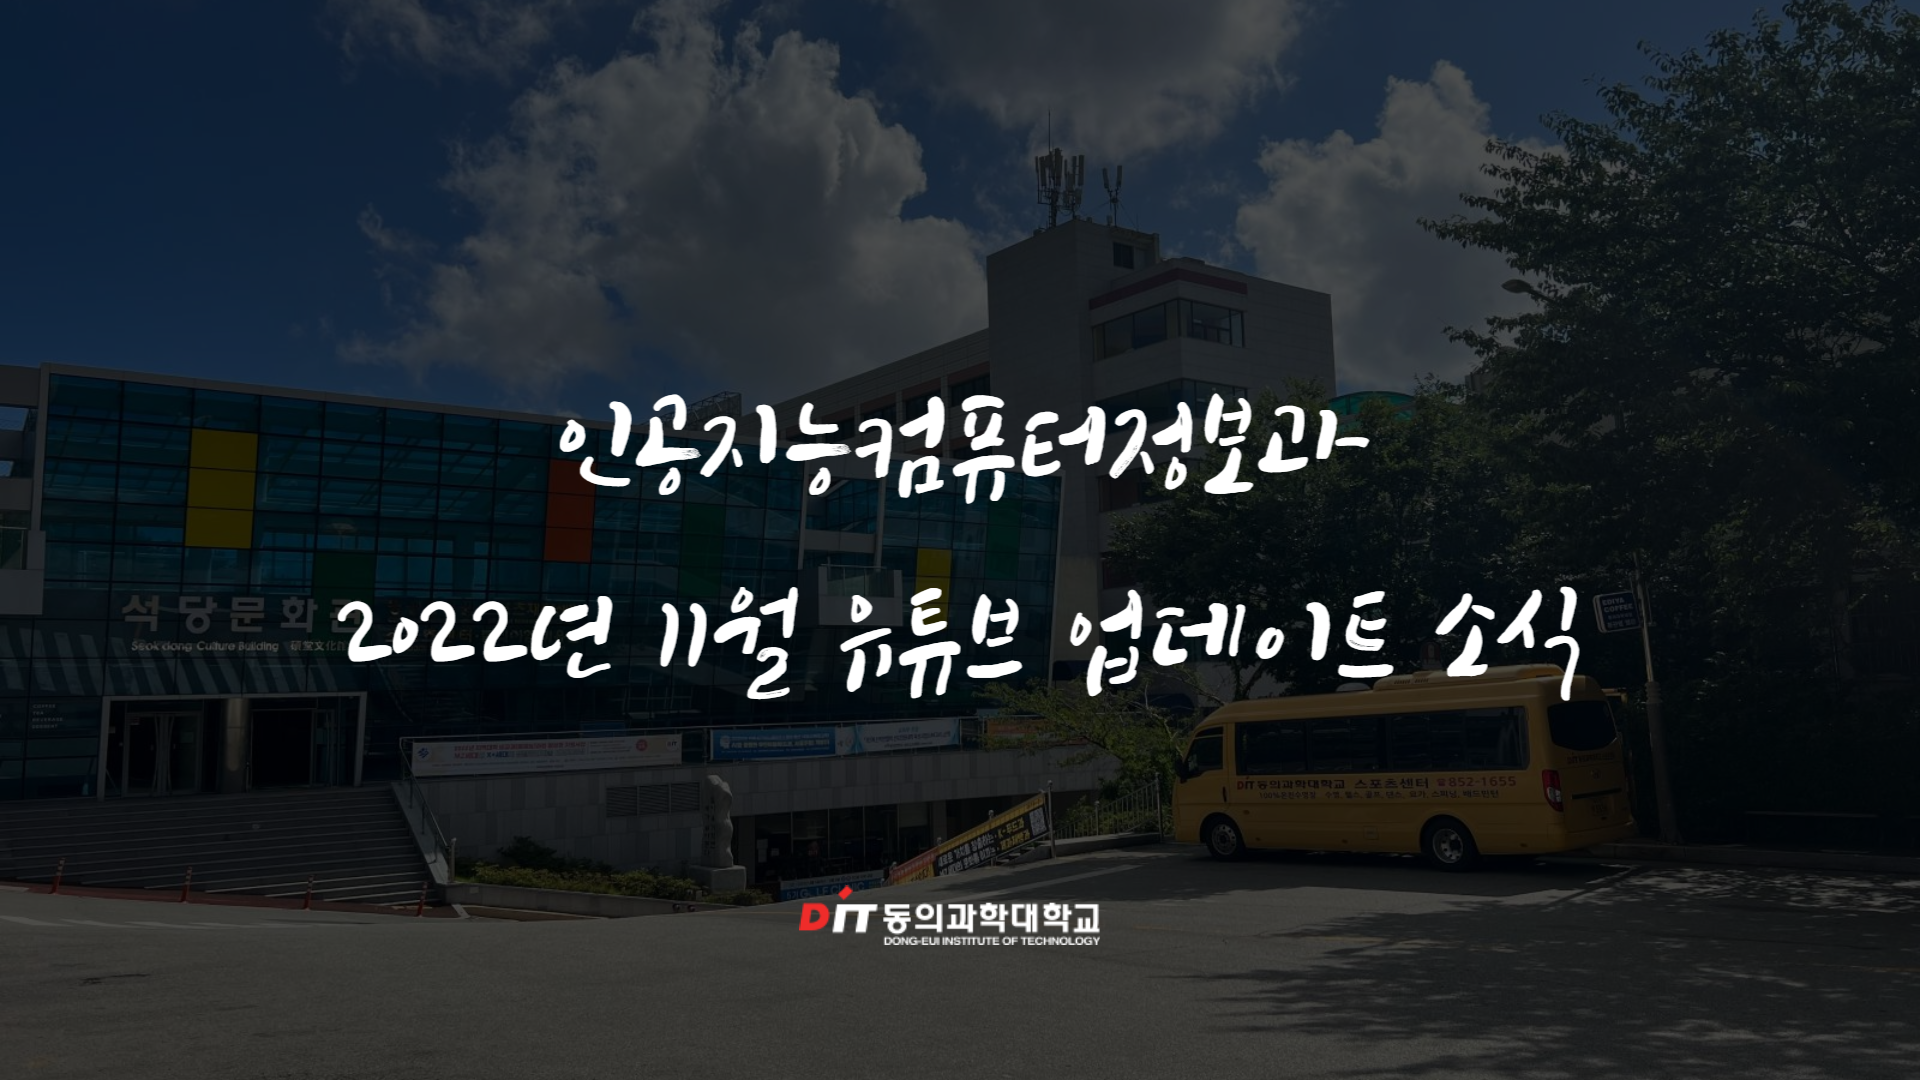 인공지능컴퓨터정보과
석당문화관
2022년 11월 유튜브 업데이트 소식
Seok dang Culture Building
EDIYA
COFFEE
DIT 동의과학대학교 스포츠센터 ☎852-1655
DIT 동의과학대학교
DONG-EUI INSTITUTE OF TECHNOLOGY